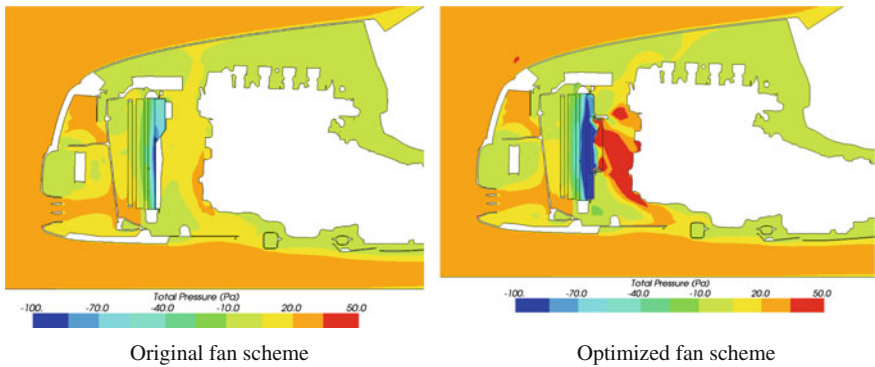 Total Pressure (Pa)
-100. -70.0 -40.0 -10.0 20.0 50.0
Original fan scheme
Total Pressure (Pa)
-100. -70.0 -40.0 -10.0 20.0 50.0
Optimized fan scheme